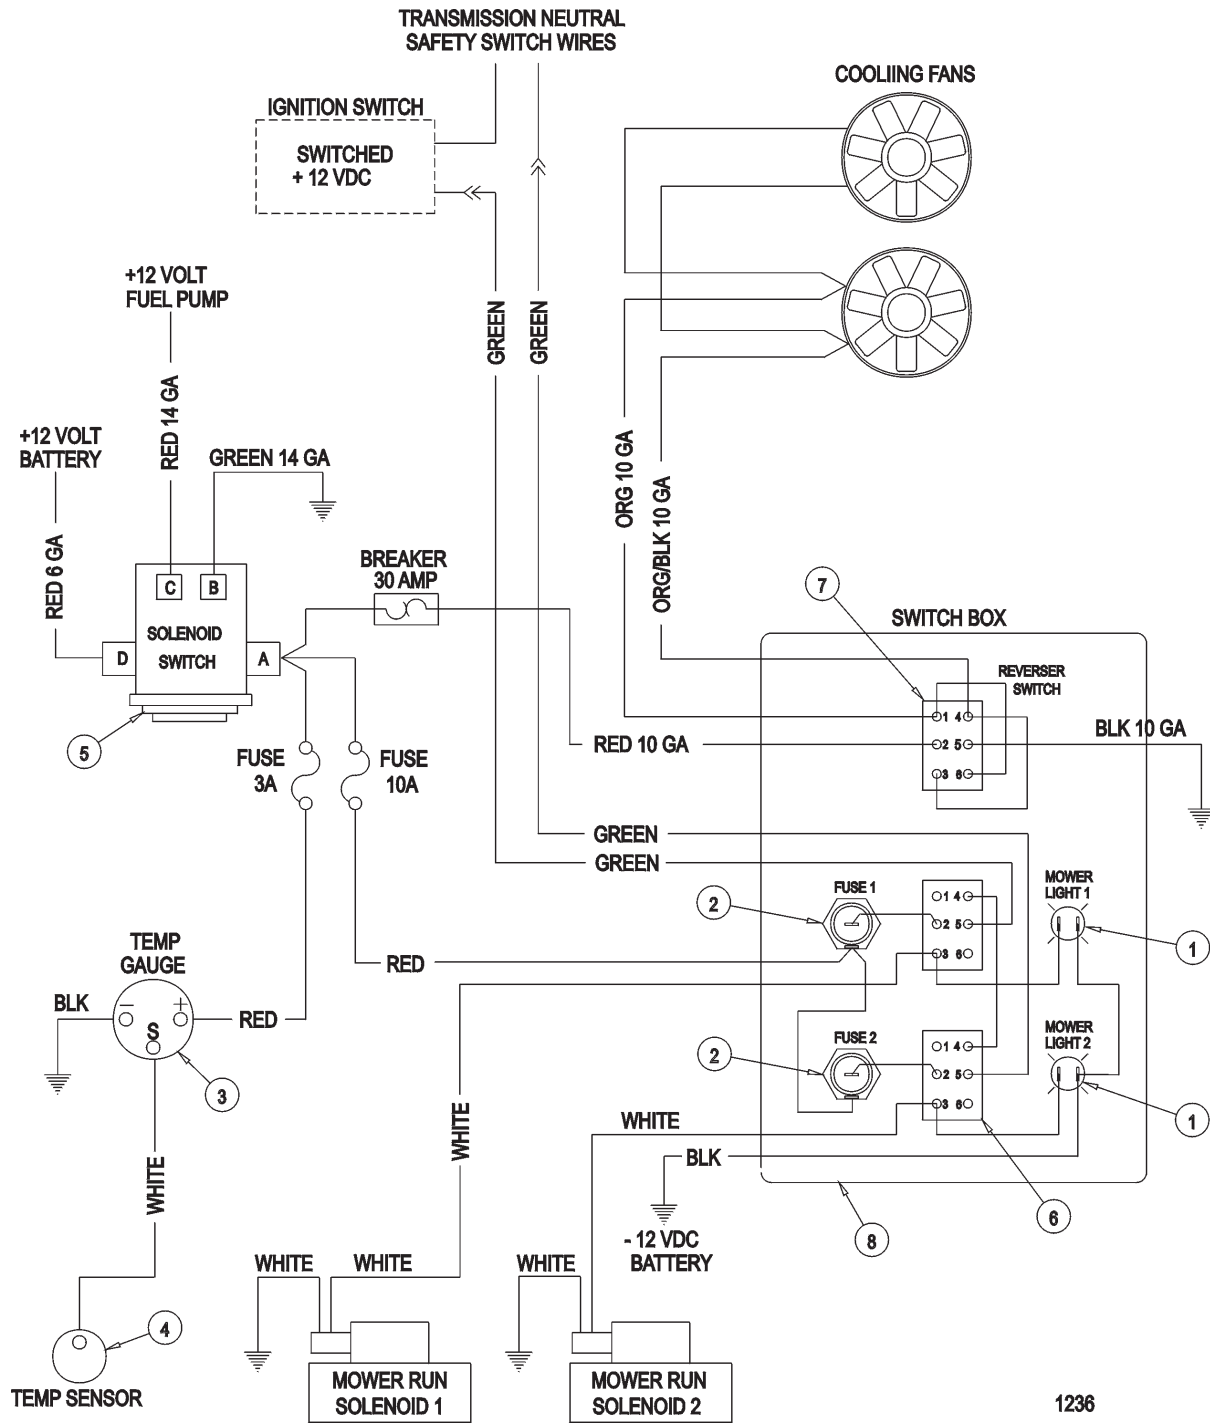 TRANSMISSION NEUTRAL
SAFETY SWITCH WIRES
COOLIING FANS
IGNITION SWITCH
SWITCHED
+ 12 VDC
+12 VOLT
FUEL PUMP
GREEN
GREEN
RED 14 GA
+12 VOLT
BATTERY
GREEN 14 GA
ORG 10 GA
ORG/BLK 10 GA
RED 6 GA
BREAKER
30 AMP
C
B
7
SOLENOID
SWITCH
D
A
SWITCH BOX
REVERSER
SWITCH
1 4
2 5
3 6
BLK 10 GA
RED 10 GA
5
FUSE
3A
FUSE
10A
GREEN
GREEN
FUSE 1
MOWER
LIGHT 1
2
1 4
2 5
3 6
1
TEMP
GAUGE
RED
BLK
–
+
S
RED
FUSE 2
MOWER
LIGHT 2
2
1 4
2 5
3 6
3
1
WHITE
WHITE
WHITE
BLK
6
8
- 12 VDC
BATTERY
WHITE
WHITE
WHITE
4
TEMP SENSOR
MOWER RUN
SOLENOID 1
MOWER RUN
SOLENOID 2
1236